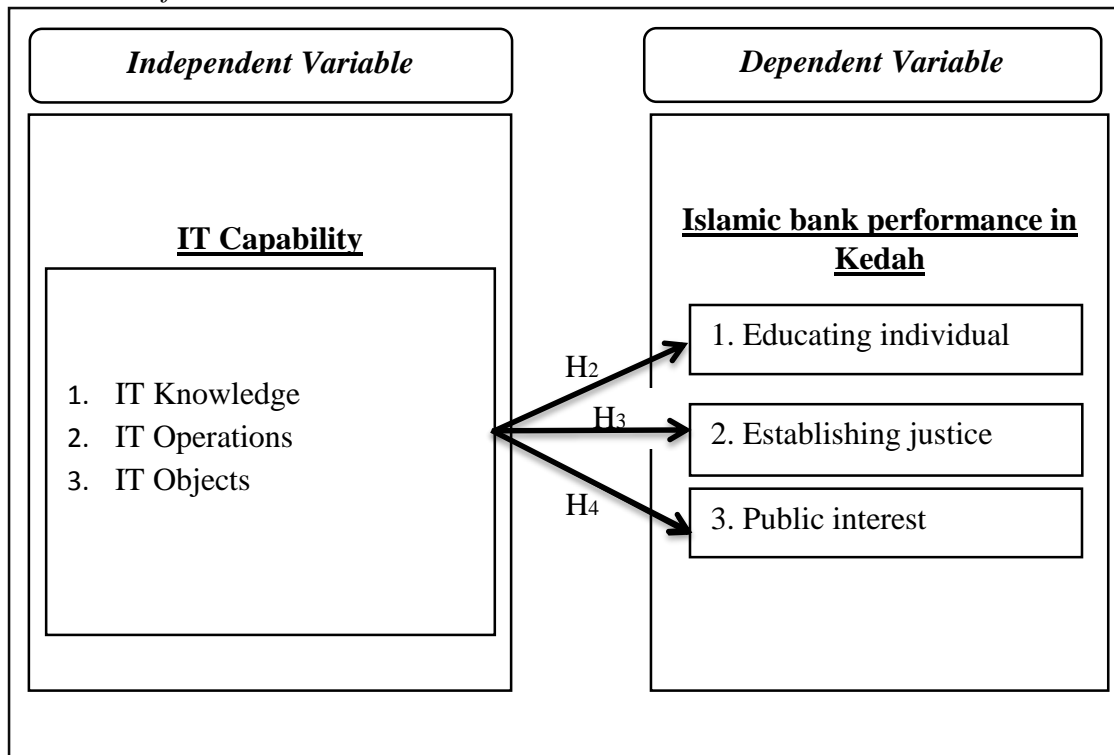 Independent Variable
Dependent Variable
IT Capability
1. IT Knowledge
2. IT Operations
3. IT Objects
H2
H3
H4
Islamic bank performance in
Kedah
1. Educating individual
2. Establishing justice
3. Public interest